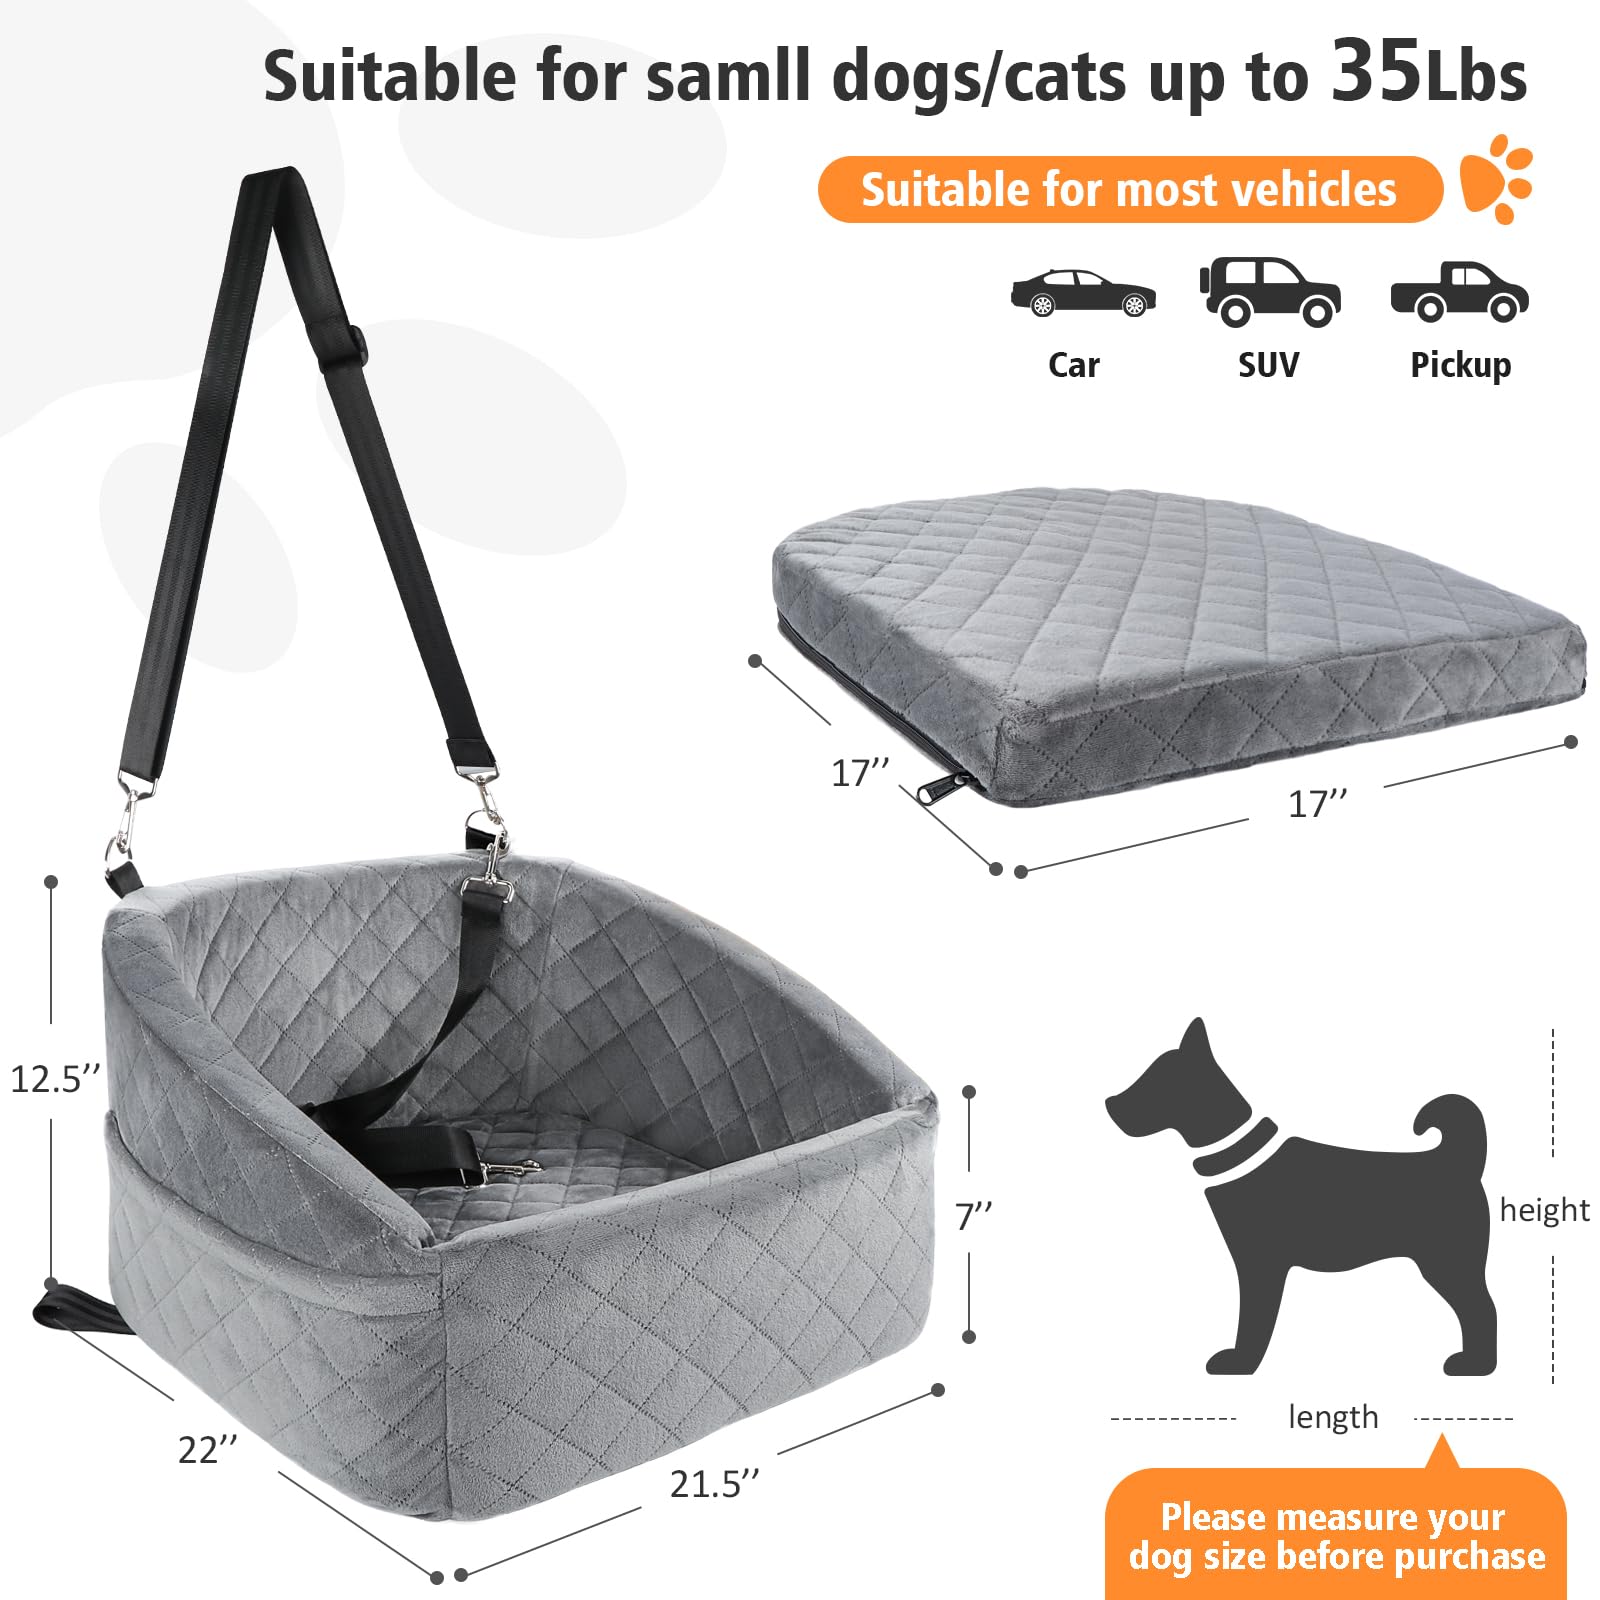 Suitable for samll dogs/cats up to 35Lbs
Suitable for most vehicles
Car
SUV
Pickup
17’’
17’’
12.5’’
7’’
22’’
21.5’’
height
length
Please measure your
dog size before purchase